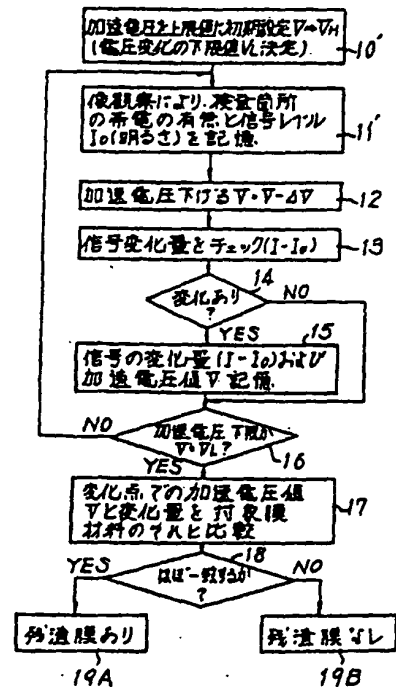 加速電圧を上限値に初期設定 V→VH
(電圧変化の下限値VL決定)
10'
像観察により、検査箇所
の帯電の有無と信号レベル
I₀(明るさ)を記憶.
11'
加速電圧下げる V=V-ΔV
12
信号変化量をチェック(I-I₀)
13
14
変化あり
?
NO
YES
15
信号の変化量(I-I₀)および
加速電圧値V記憶.
NO
加速電圧下限か
V=VL?
16
YES
変化点での加速電圧値
Vと変化量を対象膜
材料のそれと比較
17
18
YES
ほぼ一致するか
?
NO
残渣膜あり
残渣膜なし
19A
19B